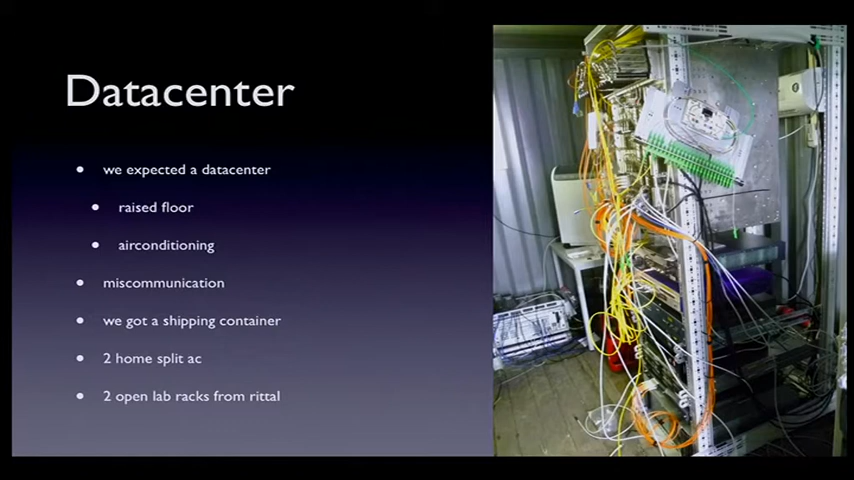 Datacenter
we expected a datacenter
raised floor
airconditioning
miscommunication
we got a shipping container
2 home split ac
2 open lab racks from rittal